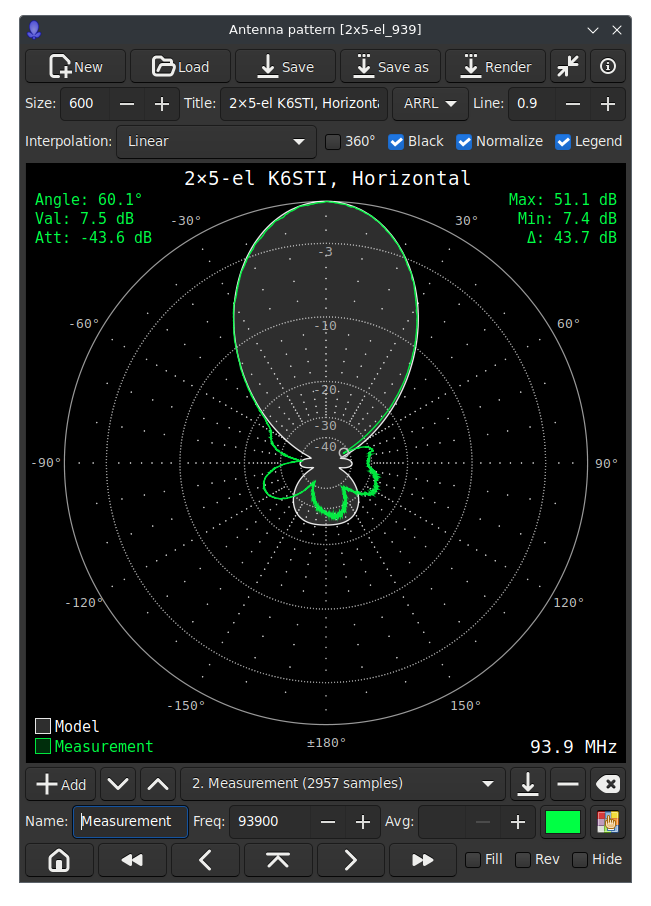 Antenna pattern [2x5-el_939]
New Load Save Save as Render
Size: 600 Title: 2×5-el K6STI, Horizonta ARRL Line: 0.9
Interpolation: Linear 360° Black Normalize Legend
2×5-el K6STI, Horizontal
Angle: 60.1° Max: 51.1 dB
Val: 7.5 dB Min: 7.4 dB
Att: -43.6 dB Δ: 43.7 dB
-30° 30°
-3
-60° -10 60°
-20
-30
-40
-90° 90°
-120° 120°
-150° 150°
Model
Measurement ±180° 93.9 MHz
Add 2. Measurement (2957 samples)
Name: Measurement Freq: 93900 Avg:
Fill Rev Hide